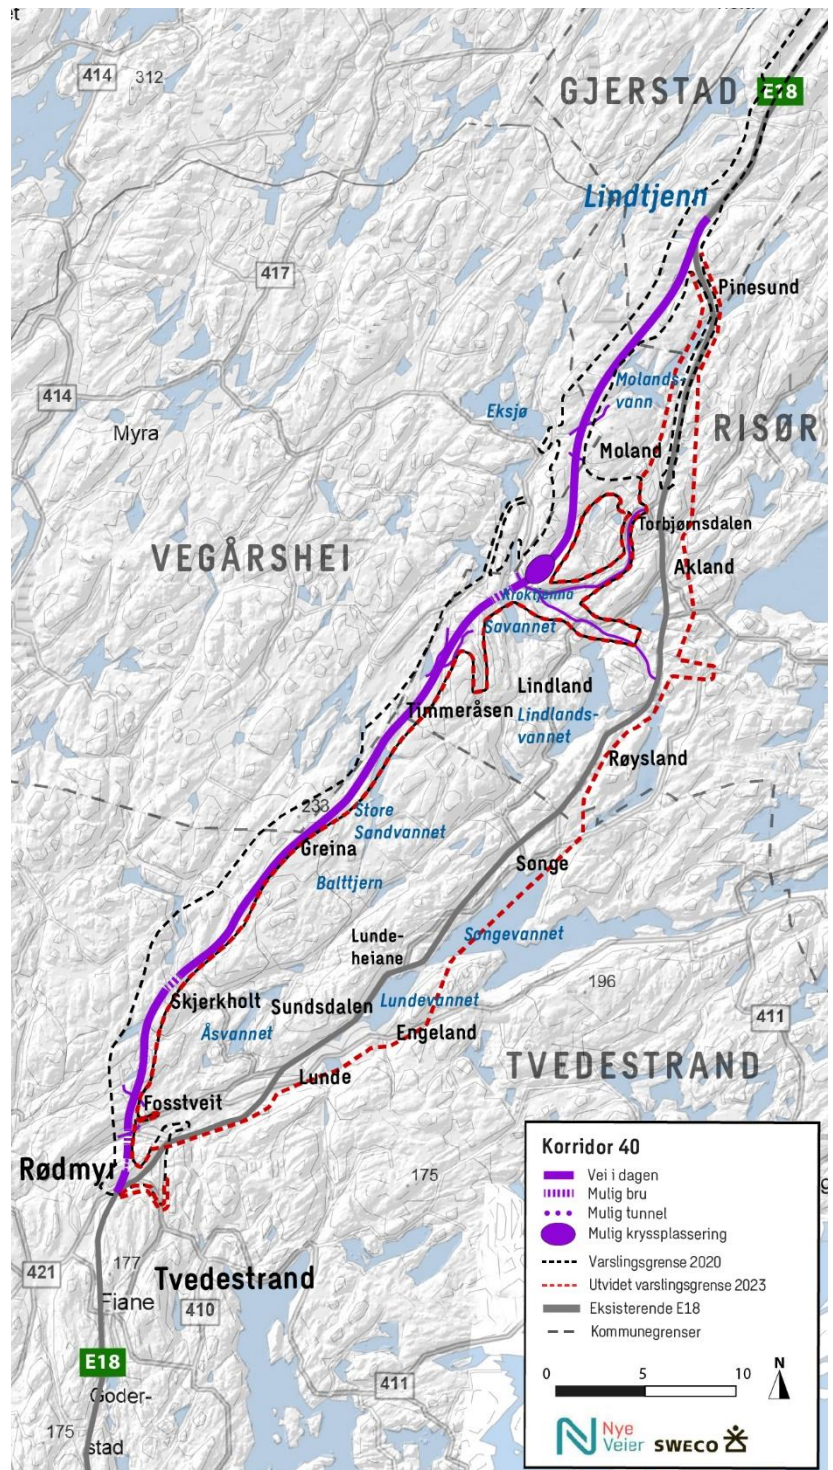 414
312
GJERSTAD
E18
Lindtjenn
417
Pinesund
Molands-
vann
414
Eksjø
RISØR
Myra
Moland
Torbjørnsdalen
VEGÅRSHEI
Akland
Kroktjenna
Savannet
Lindland
Timmeråsen
Lindlands-
vannet
Røysland
233
Store
Sandvannet
Greina
Songe
Balttjern
Lunde-
heiane
Songevannet
196
Skjerkholt
Sundsdalen
Lundevannet
411
Åsvannet
Engeland
TVEDESTRAND
Lunde
Fosstveit
Rødmyr
175
177
421
Tvedestrand
Fiane
410
E18
411
Goder-
175
stad
Korridor 40
Vei i dagen
Mulig bru
Mulig tunnel
Mulig kryssplassering
Varslingsgrense 2020
Utvidet varslingsgrense 2023
Eksisterende E18
Kommunegrenser
0
5
10
N
Nye
Veier
SWECO